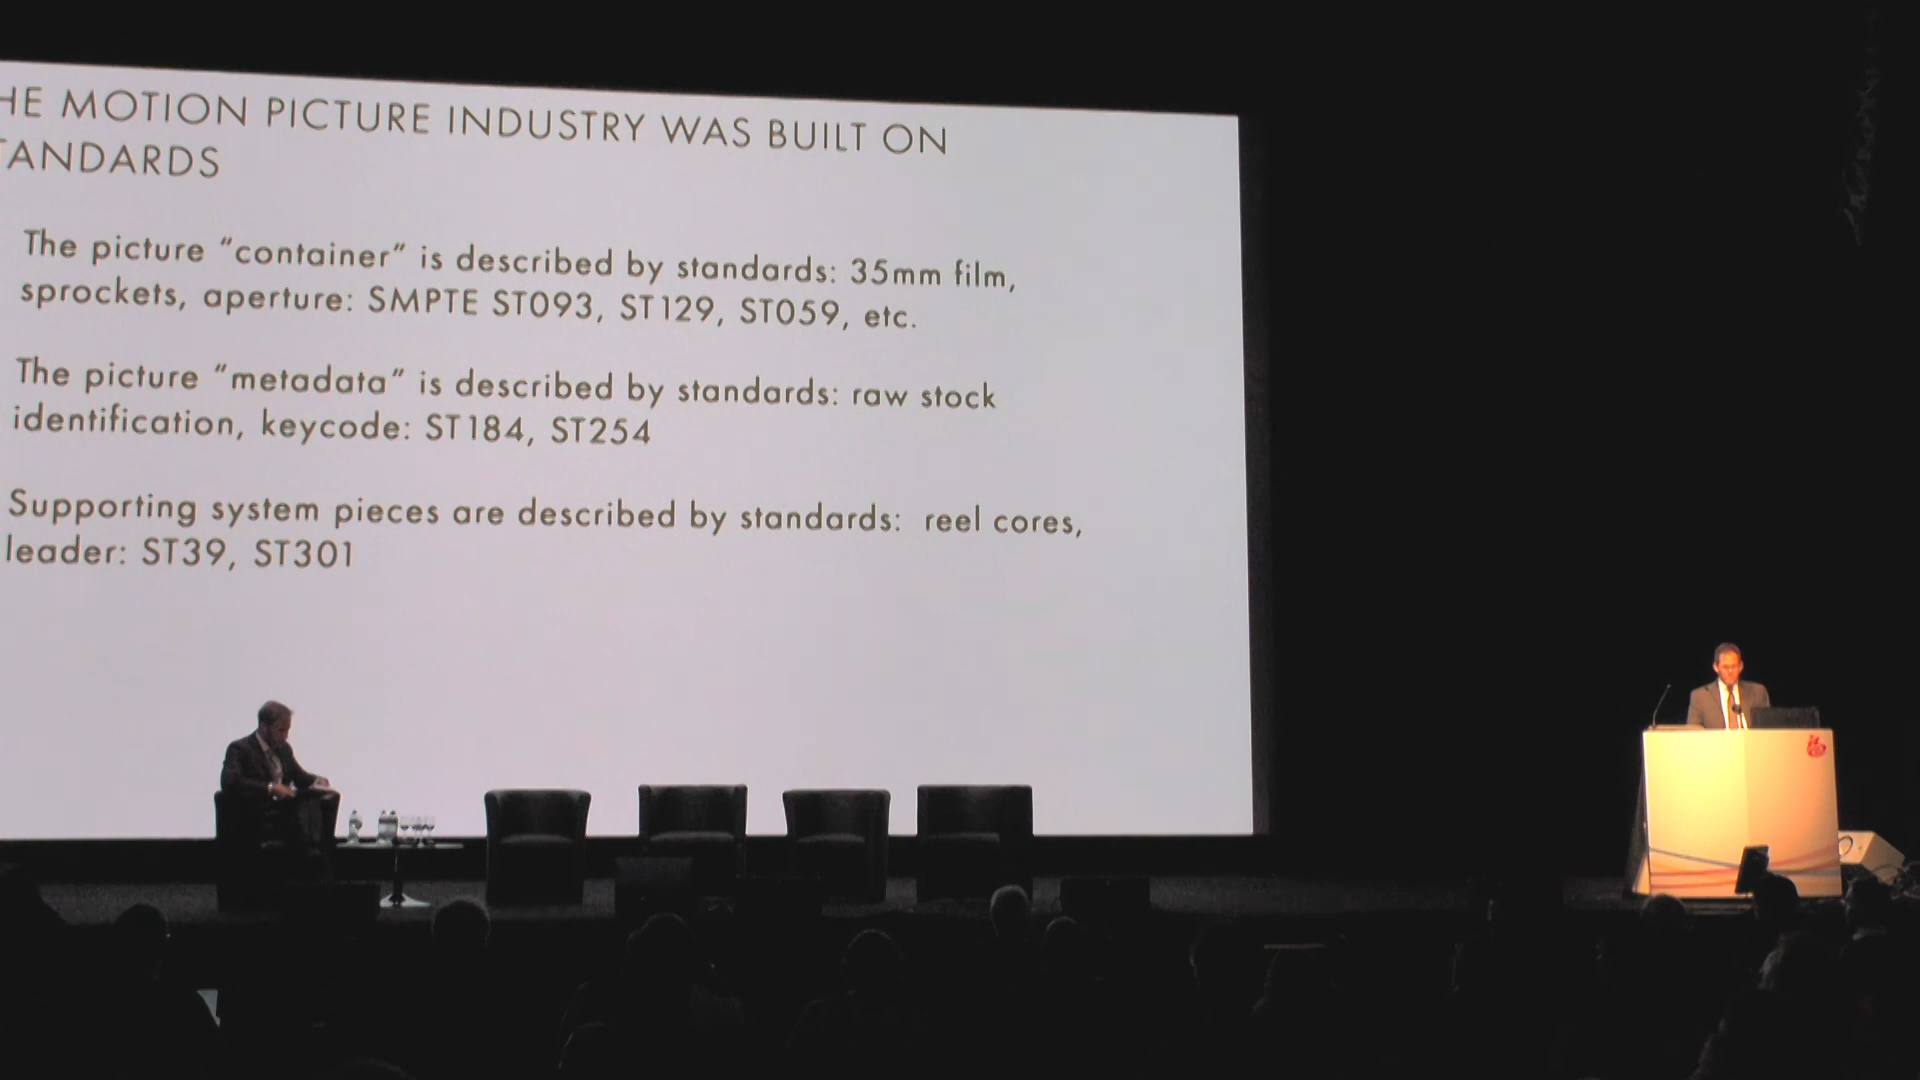 HE MOTION PICTURE INDUSTRY WAS BUILT ON
TANDARDS
The picture “container” is described by standards: 35mm film,
sprockets, aperture: SMPTE ST093, ST129, ST059, etc.
The picture “metadata” is described by standards: raw stock
identification, keycode: ST184, ST254
Supporting system pieces are described by standards: reel cores,
leader: ST39, ST301